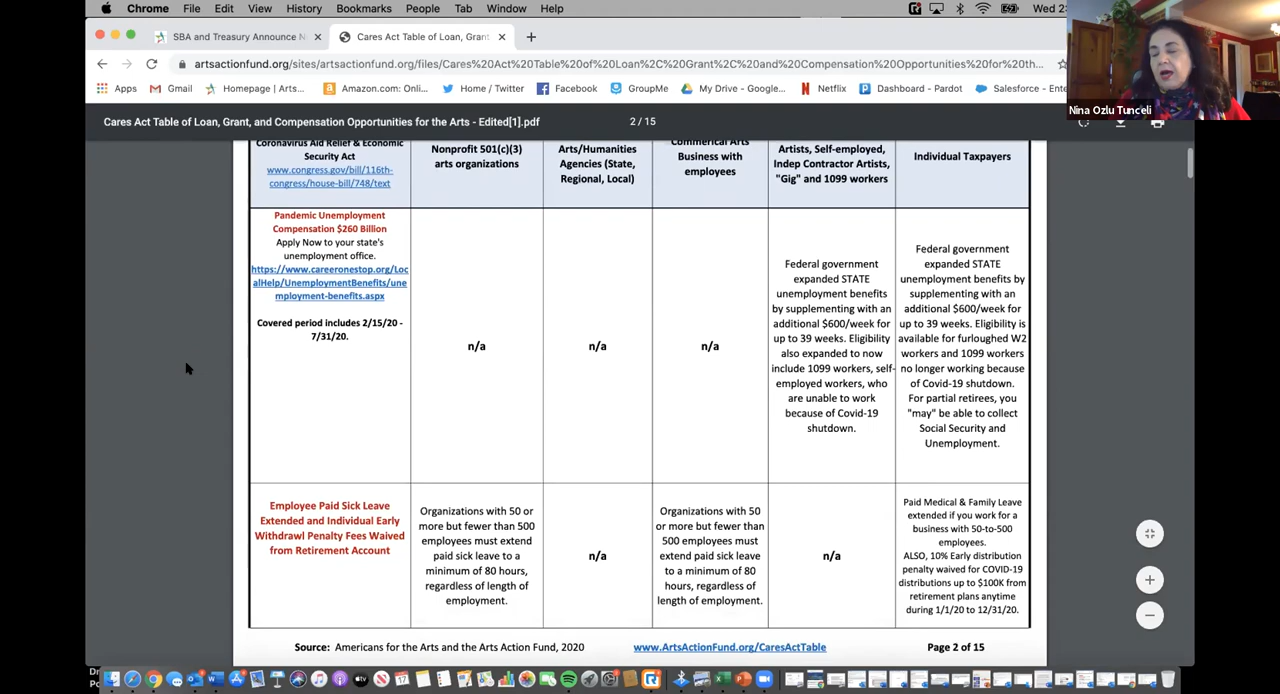 Chrome File Edit View History Bookmarks People Tab Window Help
Wed 2
SBA and Treasury Announce N
Cares Act Table of Loan, Grant
artsactionfund.org/sites/artsactionfund.org/files/Cares%20Act%20Table%20of%20Loan%2C%20Grant%2C%20and%20Compensation%20Opportunities%20for%20th...
Apps
Gmail
Homepage | Arts...
Amazon.com: Onli...
Home / Twitter
Facebook
GroupMe
My Drive - Google...
Netflix
Dashboard - Pardot
Salesforce - Ente
Nina Ozlu Tunceli
Cares Act Table of Loan, Grant, and Compensation Opportunities for the Arts - Edited[1].pdf
2 / 15
Coronavirus Aid Relief & Economic
Security Act
www.congress.gov/bill/116th-
congress/house-bill/748/text
Nonprofit 501(c)(3)
arts organizations
Arts/Humanities
Agencies (State,
Regional, Local)
Commerical Arts
Business with
employees
Artists, Self-employed,
Indep Contractor Artists,
"Gig" and 1099 workers
Individual Taxpayers
Pandemic Unemployment
Compensation $260 Billion
Apply Now to your state's
unemployment office.
https://www.careeronestop.org/Loc
alHelp/UnemploymentBenefits/une
mployment-benefits.aspx
Covered period includes 2/15/20 -
7/31/20.
n/a
n/a
n/a
Federal government
expanded STATE
unemployment benefits
by supplementing with an
additional $600/week for
up to 39 weeks. Eligibility
also expanded to now
include 1099 workers, self-
employed workers, who
are unable to work
because of Covid-19
shutdown.
Federal government
expanded STATE
unemployment benefits by
supplementing with an
additional $600/week for
up to 39 weeks. Eligibility is
available for furloughed W2
workers and 1099 workers
no longer working because
of Covid-19 shutdown.
For partial retirees, you
"may" be able to collect
Social Security and
Unemployment.
Employee Paid Sick Leave
Extended and Individual Early
Withdrawl Penalty Fees Waived
from Retirement Account
Organizations with 50 or
more but fewer than 500
employees must extend
paid sick leave to a
minimum of 80 hours,
regardless of length of
employment.
n/a
Organizations with 50
or more but fewer than
500 employees must
extend paid sick leave
to a minimum of 80
hours, regardless of
length of employment.
n/a
Paid Medical & Family Leave
extended if you work for a
business with 50-to-500
employees.
ALSO, 10% Early distribution
penalty waived for COVID-19
distributions up to $100K from
retirement plans anytime
during 1/1/20 to 12/31/20.
Source: Americans for the Arts and the Arts Action Fund, 2020
www.ArtsActionFund.org/CaresActTable
Page 2 of 15